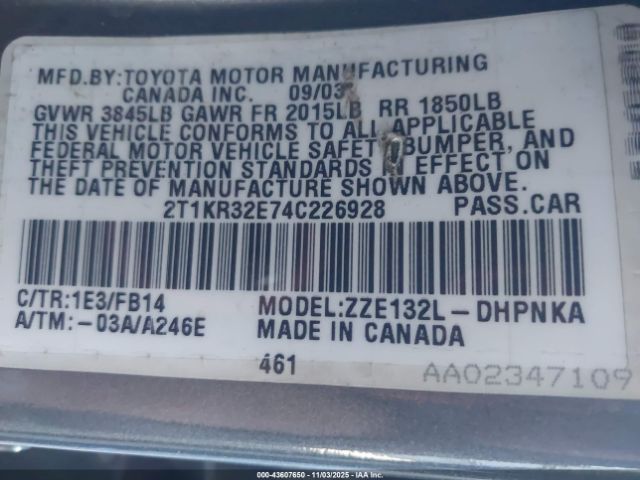 MFD.BY:TOYOTA MOTOR MANUFACTURING
CANADA INC. 09/03
GVWR 3845LB GAWR FR 2015LB RR 1850LB
THIS VEHICLE CONFORMS TO ALL APPLICABLE
FEDERAL MOTOR VEHICLE SAFETY BUMPER, AND
THEFT PREVENTION STANDARDS IN EFFECT ON
THE DATE OF MANUFACTURE SHOWN ABOVE.
2T1KR32E74C226928 PASS.CAR
C/TR:1E3/FB14 MODEL:ZZE132L-DHPNKA
A/TM:-03A/A246E MADE IN CANADA
461 AA02347109
000-43607650 - 11/03/2025 - IAA Inc.